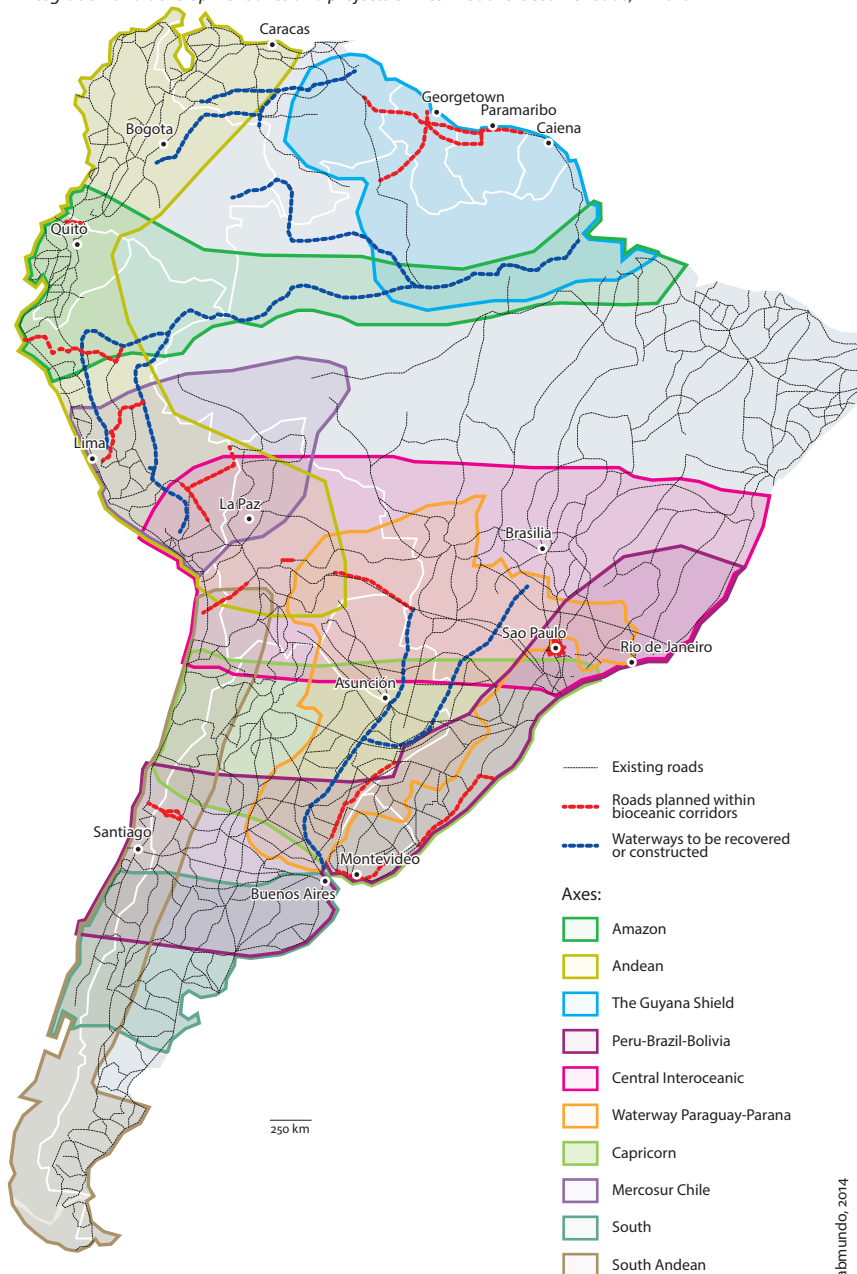 Caracas
Georgetown
Paramaribo
Bogota
Caiena
Quito
Lima
La Paz
Brasilia
Sao Paulo
Rio de Janeiro
Asunción
Existing roads
Roads planned within
bioceanic corridors
Santiago
Waterways to be recovered
or constructed
Montevideo
Buenos Aires
Axes:
Amazon
Andean
The Guyana Shield
Peru-Brazil-Bolivia
Central Interoceanic
250 km
Waterway Paraguay-Parana
Capricorn
Mercosur Chile
South
South Andean
abmundo, 2014